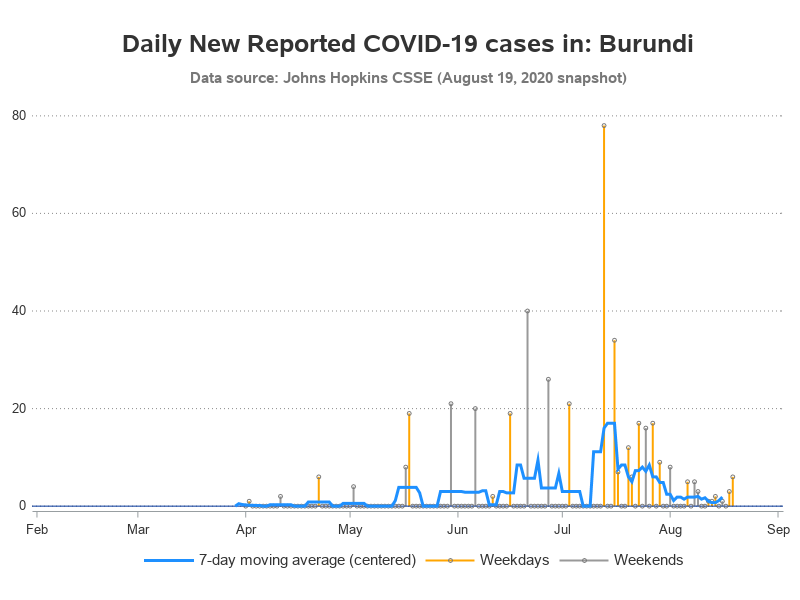 Daily New Reported COVID-19 cases in: Burundi
Data source: Johns Hopkins CSSE (August 19, 2020 snapshot)
80
60
40
20
0
Feb Mar Apr May Jun Jul Aug Sep
7-day moving average (centered) Weekdays Weekends